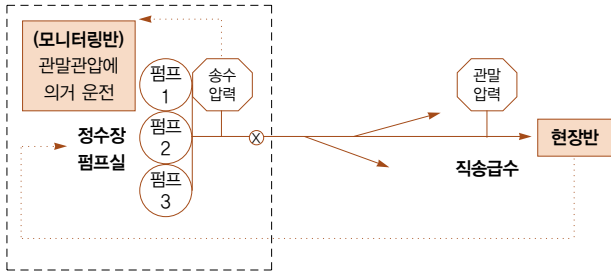 (모니터링반)
관말관압에
의거 운전
펌프
1
송수
압력
정수장
펌프실
펌프
2
펌프
3
X
관말
압력
직송급수
현장반